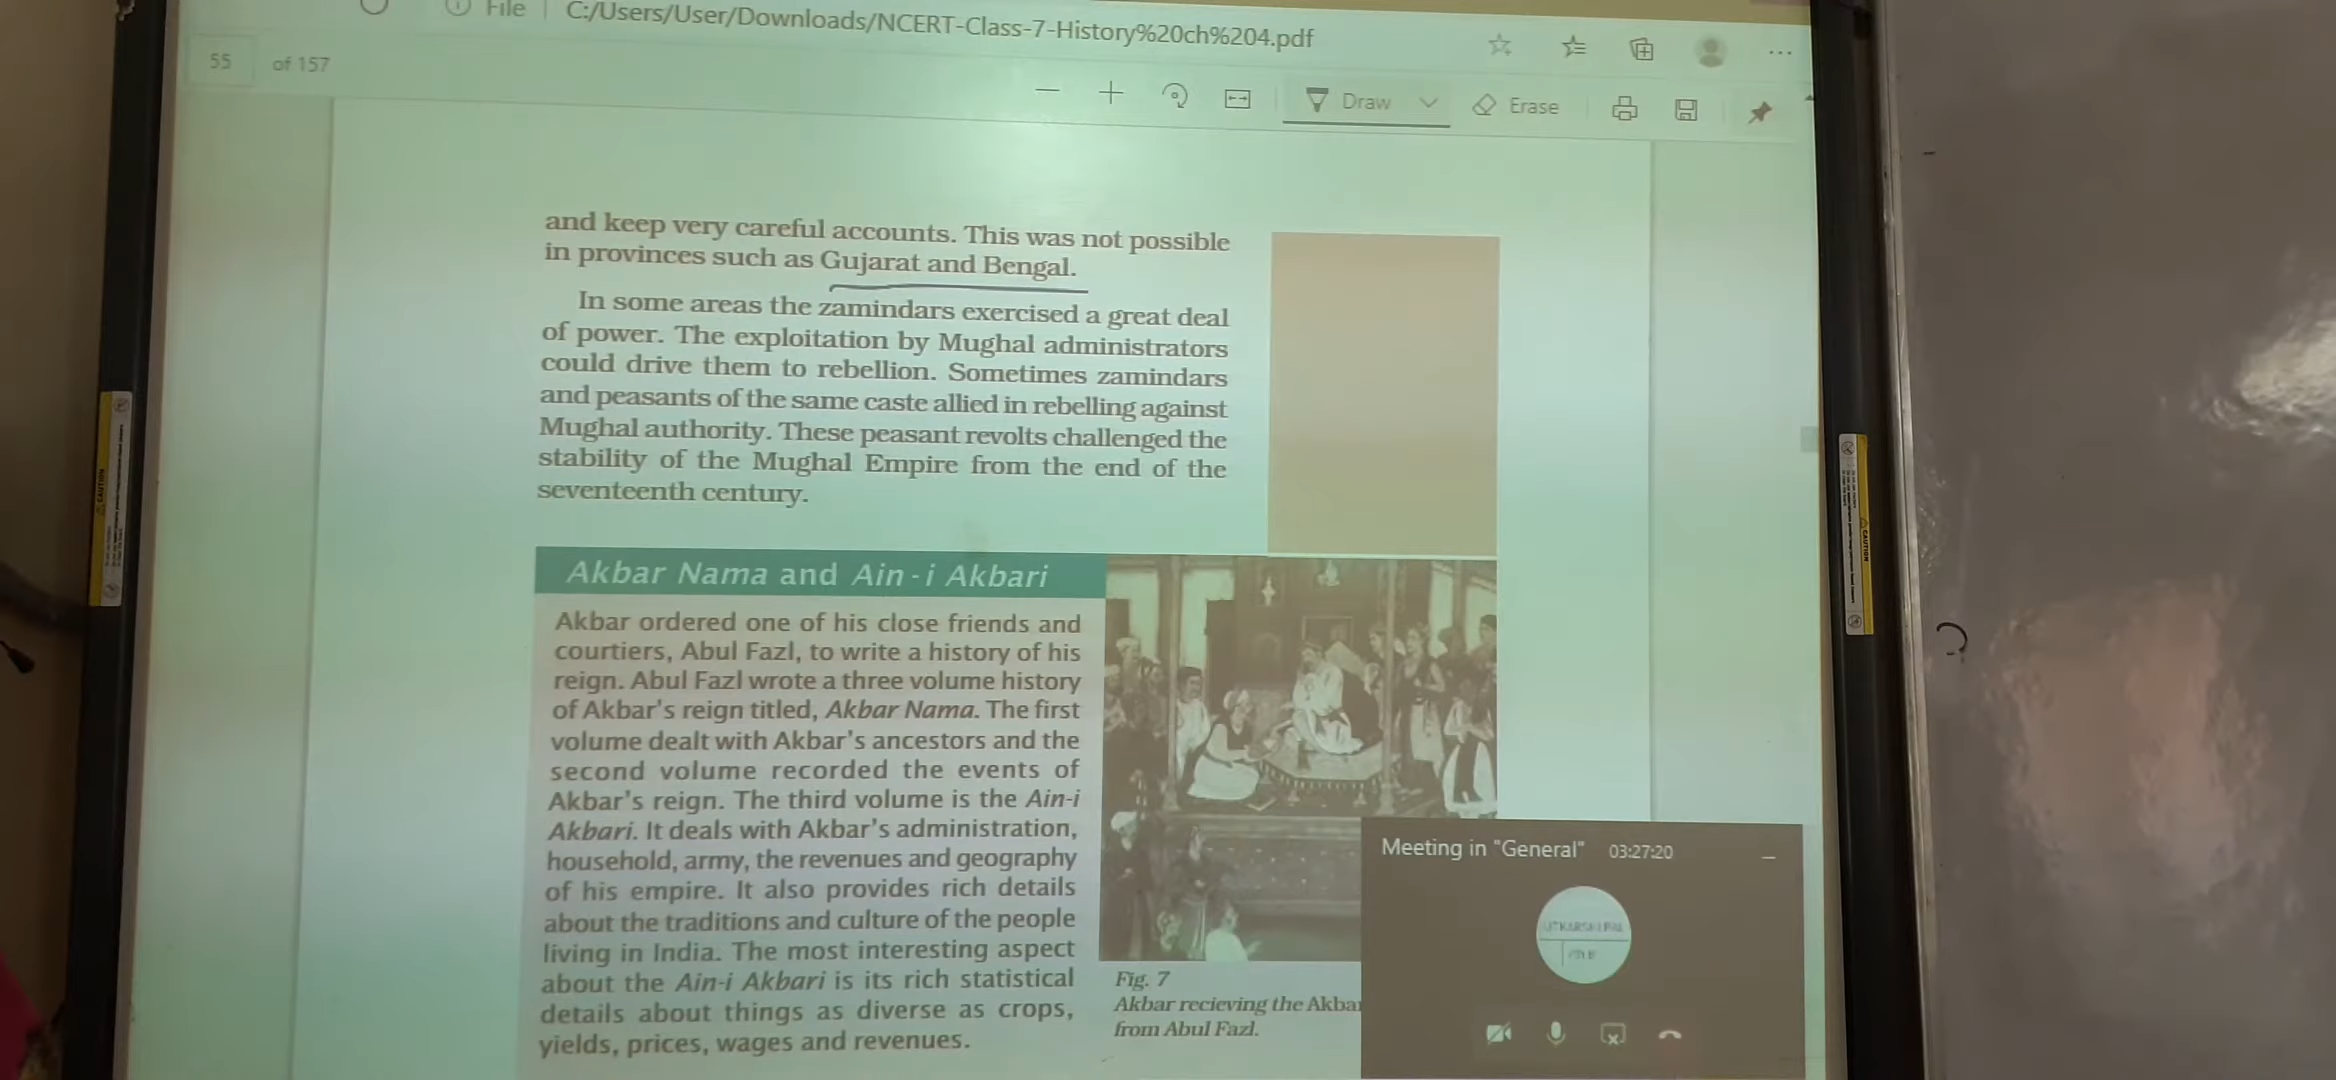 File
C:/Users/User/Downloads/NCERT-Class-7-History%20ch%204.pdf
55 of 157
Draw
Erase
and keep very careful accounts. This was not possible
in provinces such as Gujarat and Bengal.
In some areas the zamindars exercised a great deal
of power. The exploitation by Mughal administrators
could drive them to rebellion. Sometimes zamindars
and peasants of the same caste allied in rebelling against
Mughal authority. These peasant revolts challenged the
stability of the Mughal Empire from the end of the
seventeenth century.
Akbar Nama and Ain-i Akbari
Akbar ordered one of his close friends and
courtiers, Abul Fazl, to write a history of his
reign. Abul Fazl wrote a three volume history
of Akbar's reign titled, Akbar Nama. The first
volume dealt with Akbar's ancestors and the
second volume recorded the events of
Akbar's reign. The third volume is the Ain-i
Akbari. It deals with Akbar's administration,
household, army, the revenues and geography
of his empire. It also provides rich details
about the traditions and culture of the people
living in India. The most interesting aspect
about the Ain-i Akbari is its rich statistical
details about things as diverse as crops,
yields, prices, wages and revenues.
Fig. 7
Akbar recieving the Akbar
from Abul Fazl.
Meeting in "General" 03:27:20
CAUTION
CAUTION